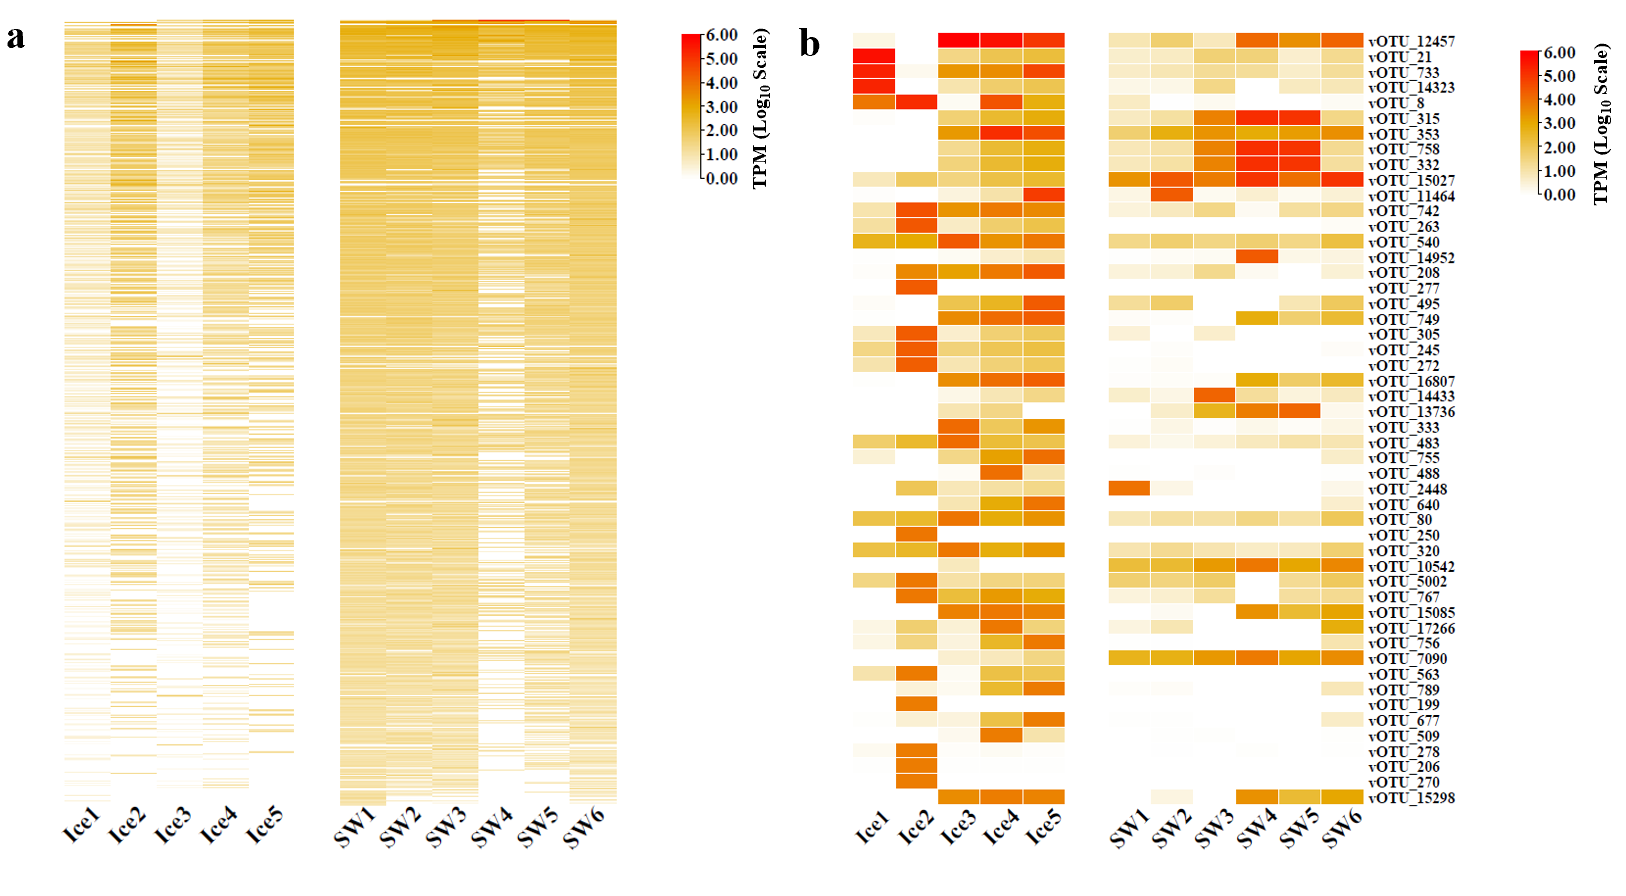 a
Ice1
Ice2
Ice3
Ice4
Ice5
SW1
SW2
SW3
SW4
SW5
SW6
6.00
5.00
4.00
3.00
2.00
1.00
0.00
TPM (Log10 Scale)
b
vOTU_12457
vOTU_21
vOTU_733
vOTU_14323
vOTU_8
vOTU_315
vOTU_353
vOTU_758
vOTU_332
vOTU_15027
vOTU_11464
vOTU_742
vOTU_263
vOTU_540
vOTU_14952
vOTU_208
vOTU_277
vOTU_495
vOTU_749
vOTU_305
vOTU_245
vOTU_272
vOTU_16807
vOTU_14433
vOTU_13736
vOTU_333
vOTU_483
vOTU_755
vOTU_488
vOTU_2448
vOTU_640
vOTU_80
vOTU_250
vOTU_320
vOTU_10542
vOTU_5002
vOTU_767
vOTU_15085
vOTU_17266
vOTU_756
vOTU_7090
vOTU_563
vOTU_789
vOTU_199
vOTU_677
vOTU_509
vOTU_278
vOTU_206
vOTU_270
vOTU_15298
Ice1
Ice2
Ice3
Ice4
Ice5
SW1
SW2
SW3
SW4
SW5
SW6
6.00
5.00
4.00
3.00
2.00
1.00
0.00
TPM (Log10 Scale)